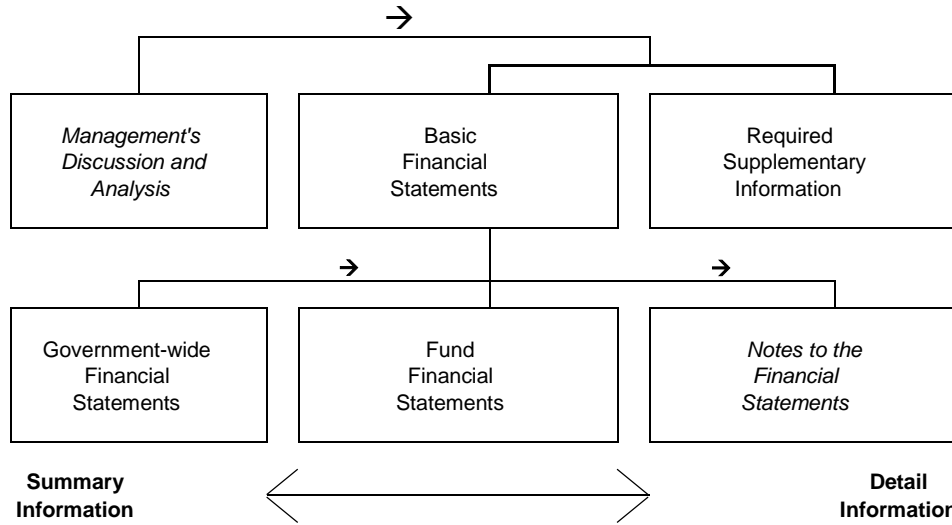 Management's
Discussion and
Analysis
Basic
Financial
Statements
Required
Supplementary
Information
Government-wide
Financial
Statements
Fund
Financial
Statements
Notes to the
Financial
Statements
Summary
Information
Detail
Information